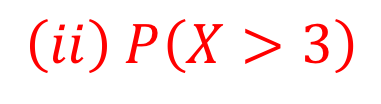 (ii) P(X > 3)